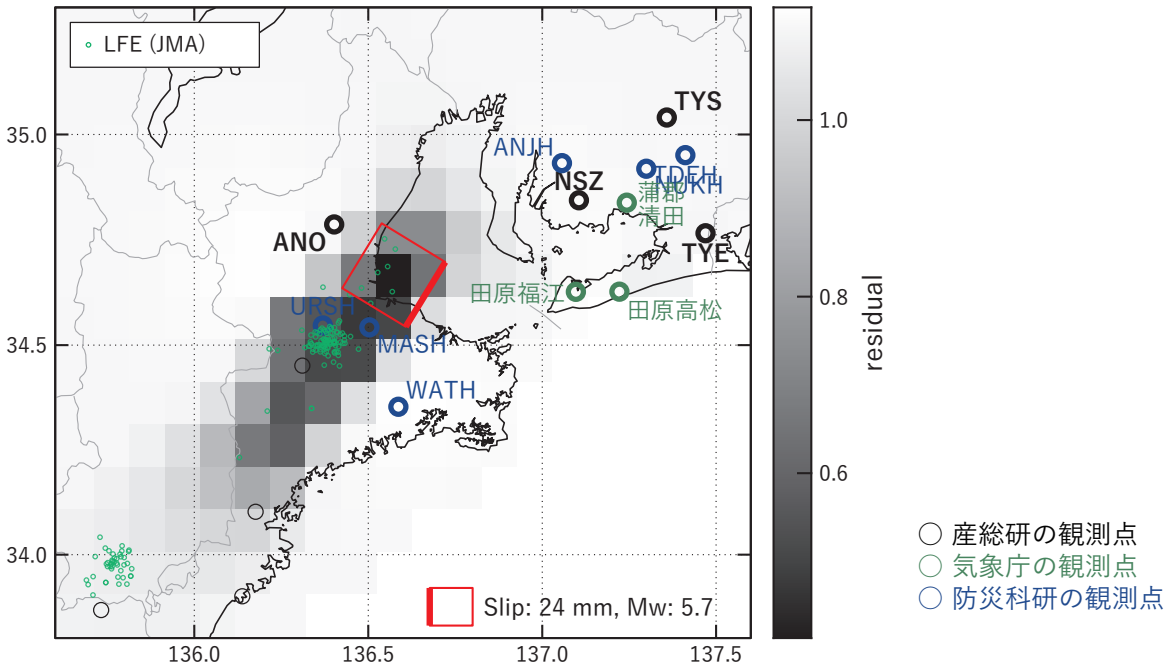 LFE (JMA)
TYS
35.0
1.0
ANJH
TDEH
NUKH
NSZ
蒲郡
清田
ANO
TYE
田原福江
0.8
URSH
田原高松
residual
MASH
34.5
WATH
0.6
産総研の観測点
34.0
気象庁の観測点
防災科研の観測点
Slip: 24 mm, Mw: 5.7
136.0
136.5
137.0
137.5